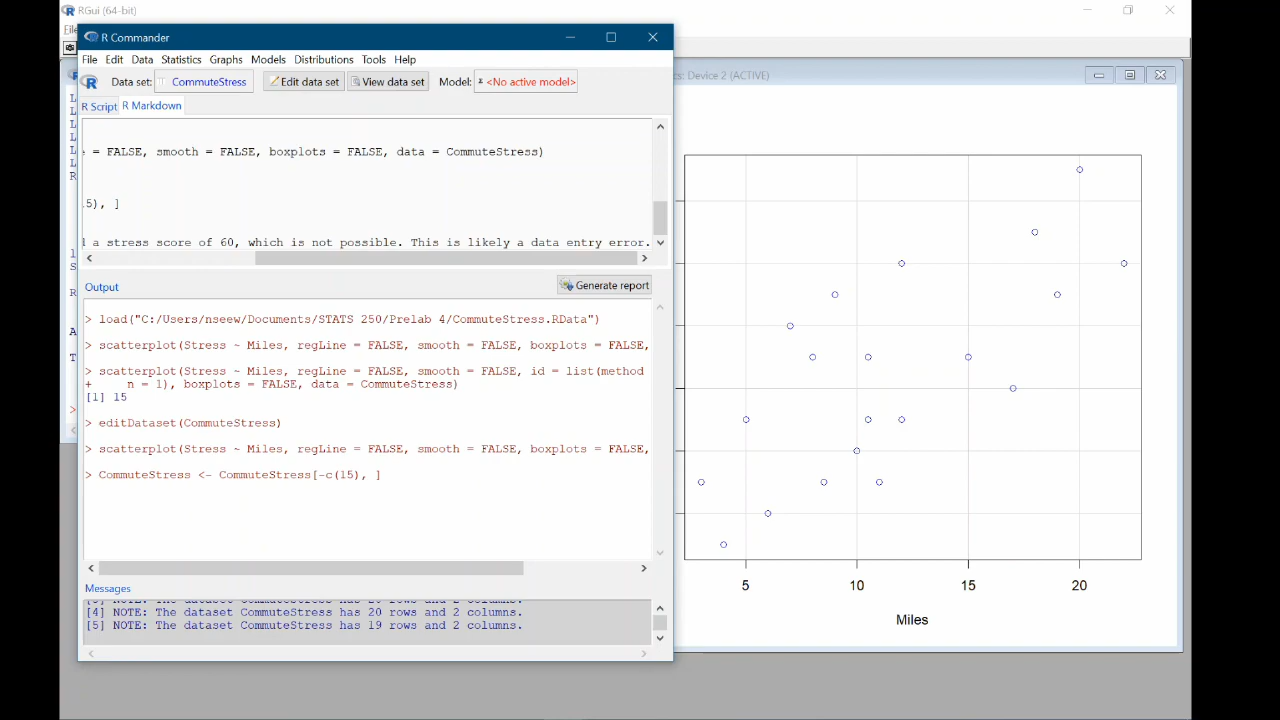 RGui (64-bit)
R Commander
File Edit Data Statistics Graphs Models Distributions Tools Help
Data set: CommuteStress Edit data set View data set Model: <No active model>
R Script R Markdown
= FALSE, smooth = FALSE, boxplots = FALSE, data = CommuteStress)
5), ]
a stress score of 60, which is not possible. This is likely a data entry error.
Output
Generate report
> load("C:/Users/nseew/Documents/STATS 250/Prelab 4/CommuteStress.RData")
> scatterplot(Stress ~ Miles, regLine = FALSE, smooth = FALSE, boxplots = FALSE,
> scatterplot(Stress ~ Miles, regLine = FALSE, smooth = FALSE, id = list(method
+     n = 1), boxplots = FALSE, data = CommuteStress)
[1] 15
> editDataset(CommuteStress)
> scatterplot(Stress ~ Miles, regLine = FALSE, smooth = FALSE, boxplots = FALSE,
> CommuteStress <- CommuteStress[-c(15), ]
Messages
[4] NOTE: The dataset CommuteStress has 20 rows and 2 columns.
[5] NOTE: The dataset CommuteStress has 19 rows and 2 columns.
: Device 2 (ACTIVE)
5 10 15 20
Miles